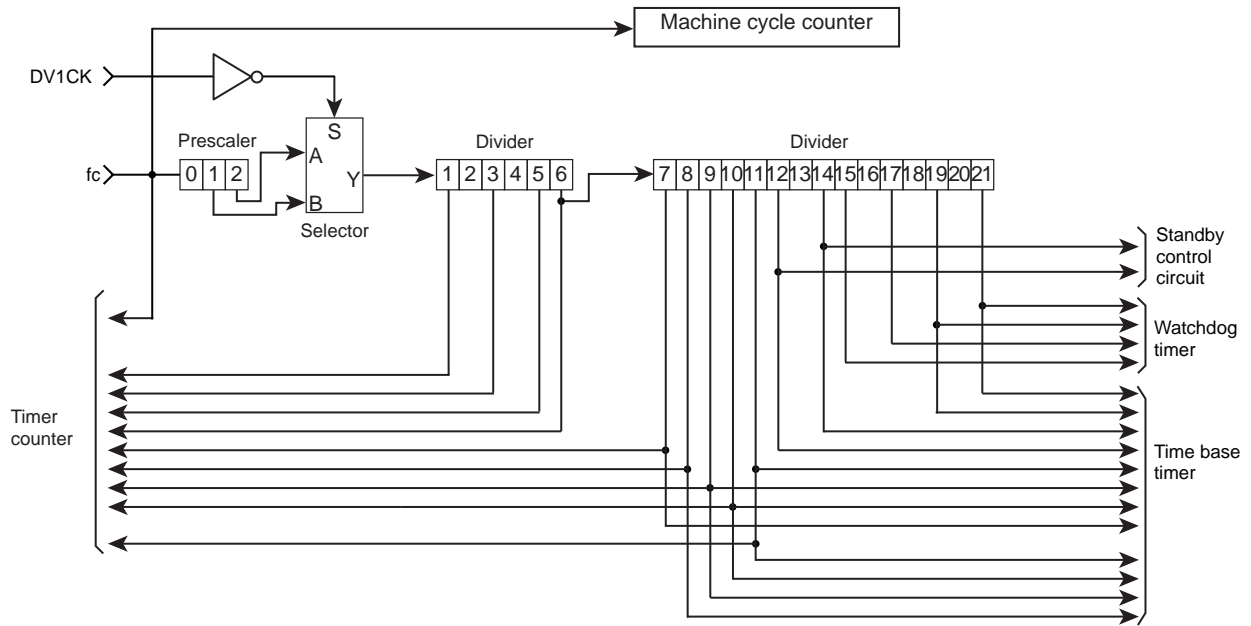 Machine cycle counter
DV1CK
S
Prescaler
Divider
Divider
fc
0 1 2
A
Y
B
1 2 3 4 5 6
7 8 9 10 11 12 13 14 15 16 17 18 19 20 21
Selector
Standby
control
circuit
Watchdog
timer
Timer
counter
Time base
timer